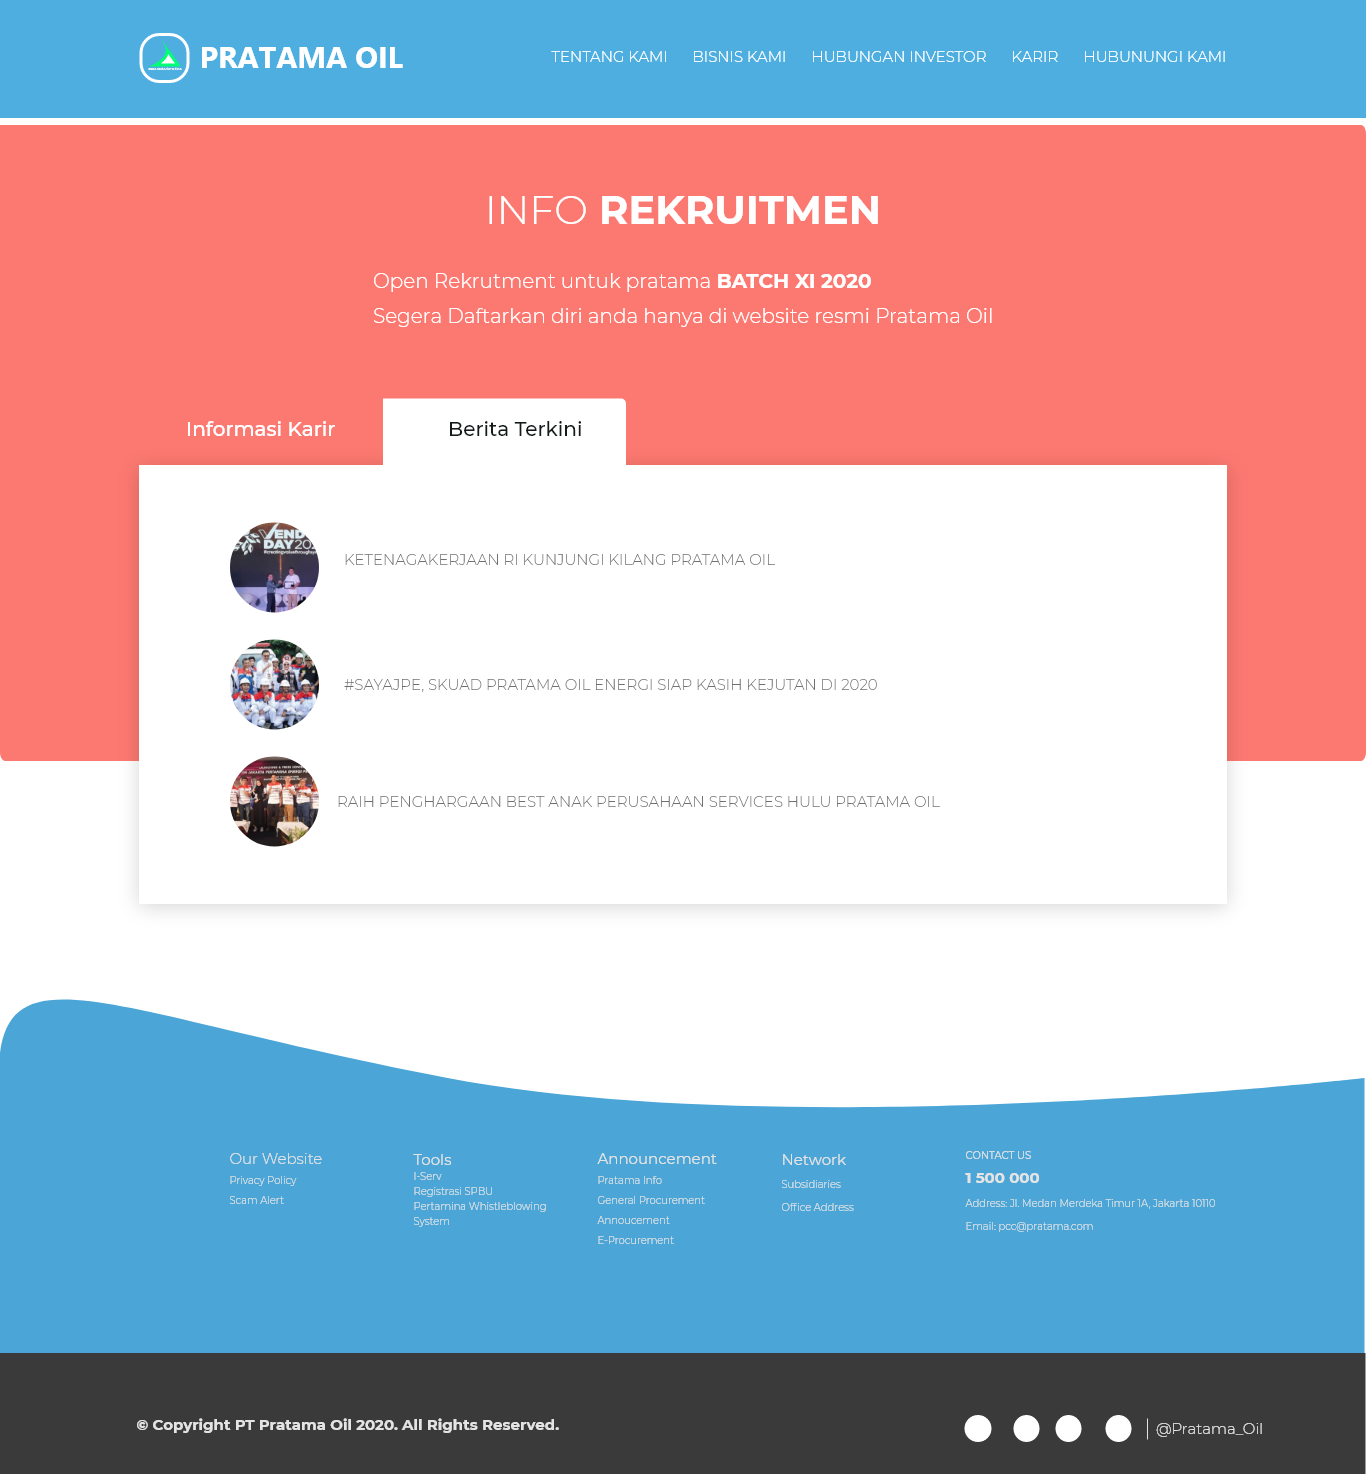 PRATAMA OIL
TENTANG KAMI BISNIS KAMI HUBUNGAN INVESTOR KARIR HUBUNUNGI KAMI
INFO REKRUITMEN
Open Rekrutment untuk pratama BATCH XI 2020
Segera Daftarkan diri anda hanya di website resmi Pratama Oil
Informasi Karir
Berita Terkini
KETENAGAKERJAAN RI KUNJUNGI KILANG PRATAMA OIL
#SAYAJPE, SKUAD PRATAMA OIL ENERGI SIAP KASIH KEJUTAN DI 2020
RAIH PENGHARGAAN BEST ANAK PERUSAHAAN SERVICES HULU PRATAMA OIL
Our Website
Privacy Policy
Scam Alert
Tools
I-Serv
Registrasi SPBU
Pertamina Whistleblowing
System
Announcement
Pratama Info
General Procurement
Annoucement
E-Procurement
Network
Subsidiaries
Office Address
CONTACT US
1 500 000
Address: Jl. Medan Merdeka Timur 1A, Jakarta 10110
Email: pcc@pratama.com
© Copyright PT Pratama Oil 2020. All Rights Reserved.
@Pratama_Oil